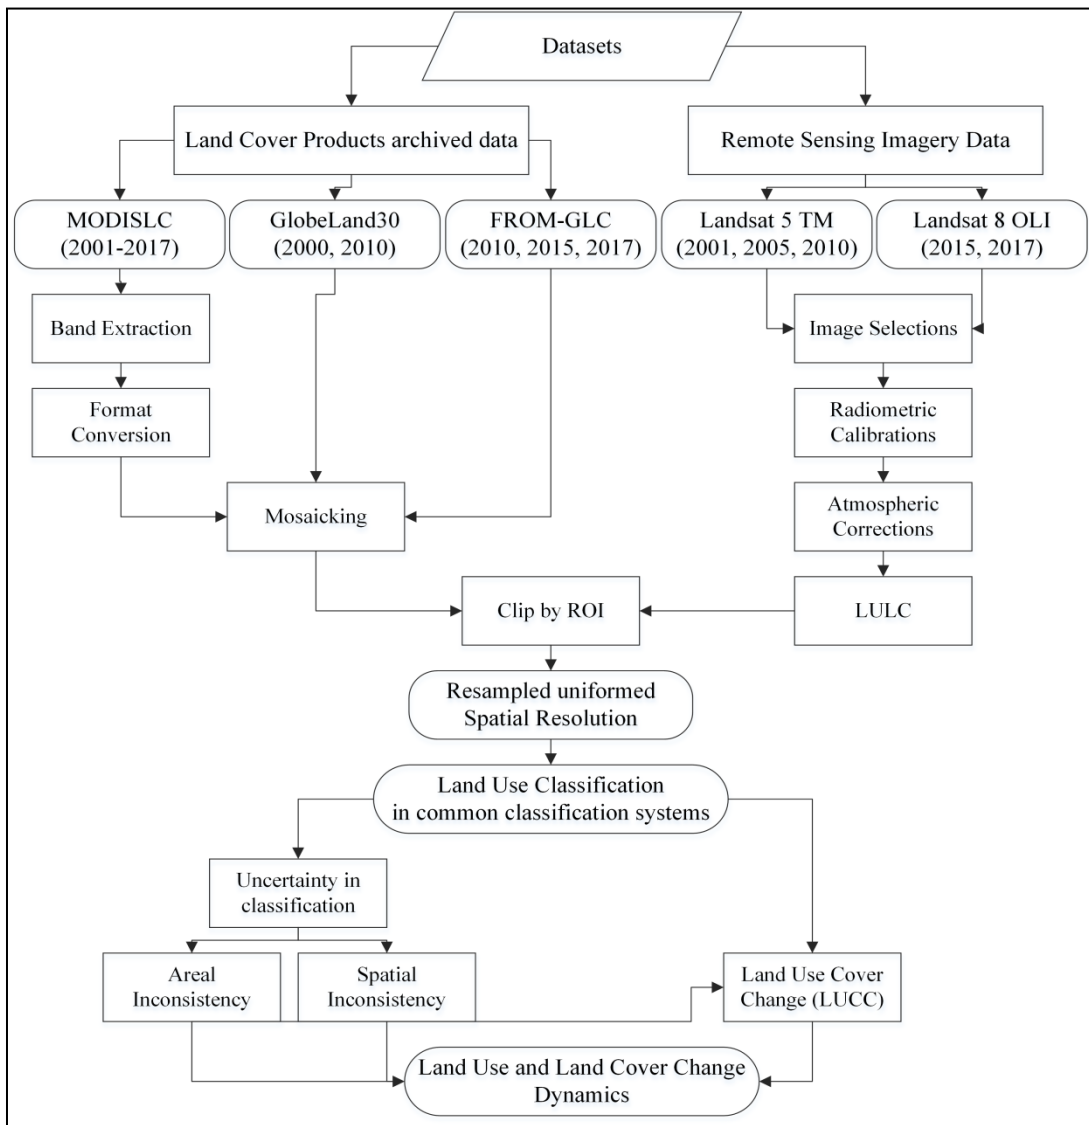 Datasets
Land Cover Products archived data
Remote Sensing Imagery Data
MODISLC
(2001-2017)
GlobeLand30
(2000, 2010)
FROM-GLC
(2010, 2015, 2017)
Landsat 5 TM
(2001, 2005, 2010)
Landsat 8 OLI
(2015, 2017)
Band Extraction
Image Selections
Format
Conversion
Radiometric
Calibrations
Mosaicking
Atmospheric
Corrections
Clip by ROI
LULC
Resampled uniformed
Spatial Resolution
Land Use Classification
in common classification systems
Uncertainty in
classification
Areal
Inconsistency
Spatial
Inconsistency
Land Use Cover
Change (LUCC)
Land Use and Land Cover Change
Dynamics